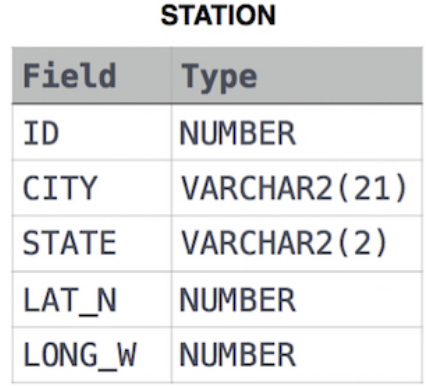 STATION
Field Type
ID NUMBER
CITY VARCHAR2(21)
STATE VARCHAR2(2)
LAT_N NUMBER
LONG_W NUMBER